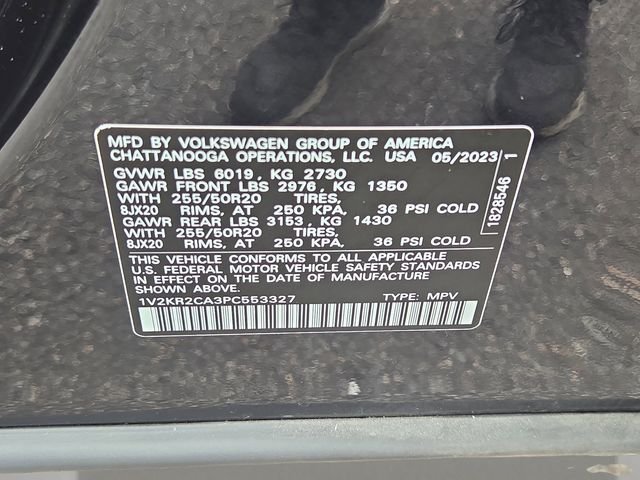 MFD BY VOLKSWAGEN GROUP OF AMERICA
CHATTANOOGA OPERATIONS, LLC. USA 05/2023
GVWR LBS 6019, KG 2730
GAWR FRONT LBS 2976, KG 1350
WITH 255/50R20 TIRES,
8JX20 RIMS, AT 250 KPA, 36 PSI COLD
GAWR REAR LBS 3153, KG 1430
WITH 255/50R20 TIRES,
8JX20 RIMS, AT 250 KPA, 36 PSI COLD
THIS VEHICLE CONFORMS TO ALL APPLICABLE
U.S. FEDERAL MOTOR VEHICLE SAFETY STANDARDS
IN EFFECT ON THE DATE OF MANUFACTURE
SHOWN ABOVE.
1V2KR2CA3PC553327 TYPE: MPV
1828546 1